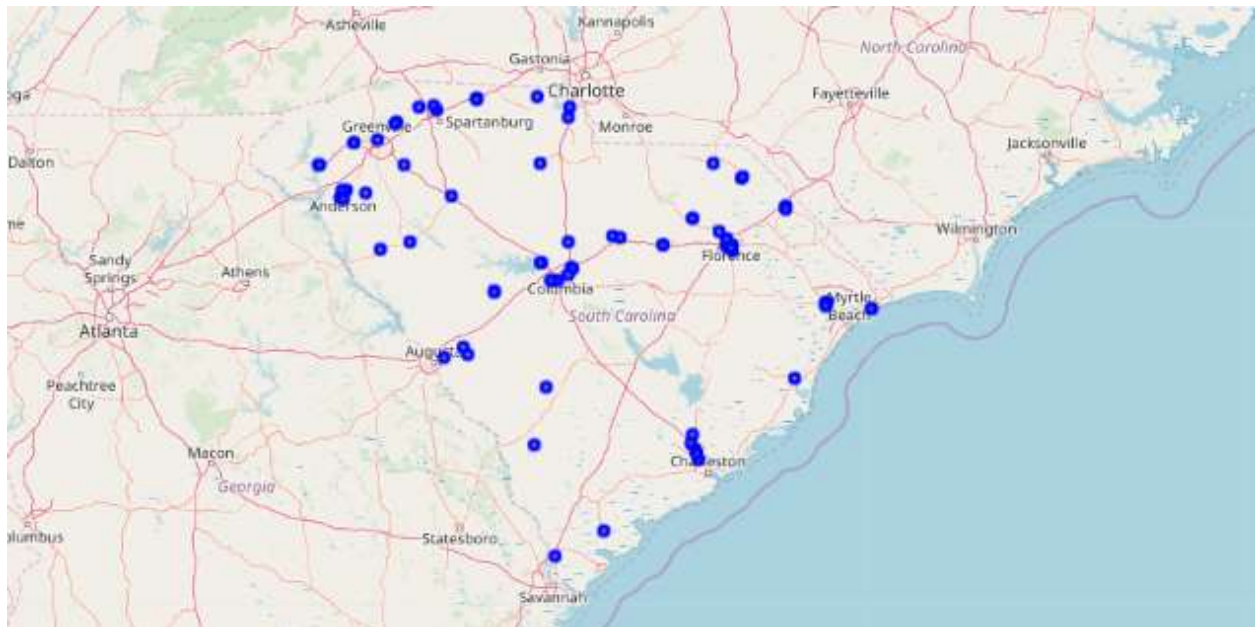 Asheville
Kannapolis
North Carolina
Gastonia
Charlotte
Fayetteville
Greenville
Spartanburg
Monroe
Jacksonville
Dalton
Anderson
Wilmington
Sandy
Springs
Athens
Florence
Columbia
Myrtle
Beach
South Carolina
Atlanta
Augusta
Peachtree
City
Macon
Charleston
Georgia
olumbus
Statesboro
Savannah